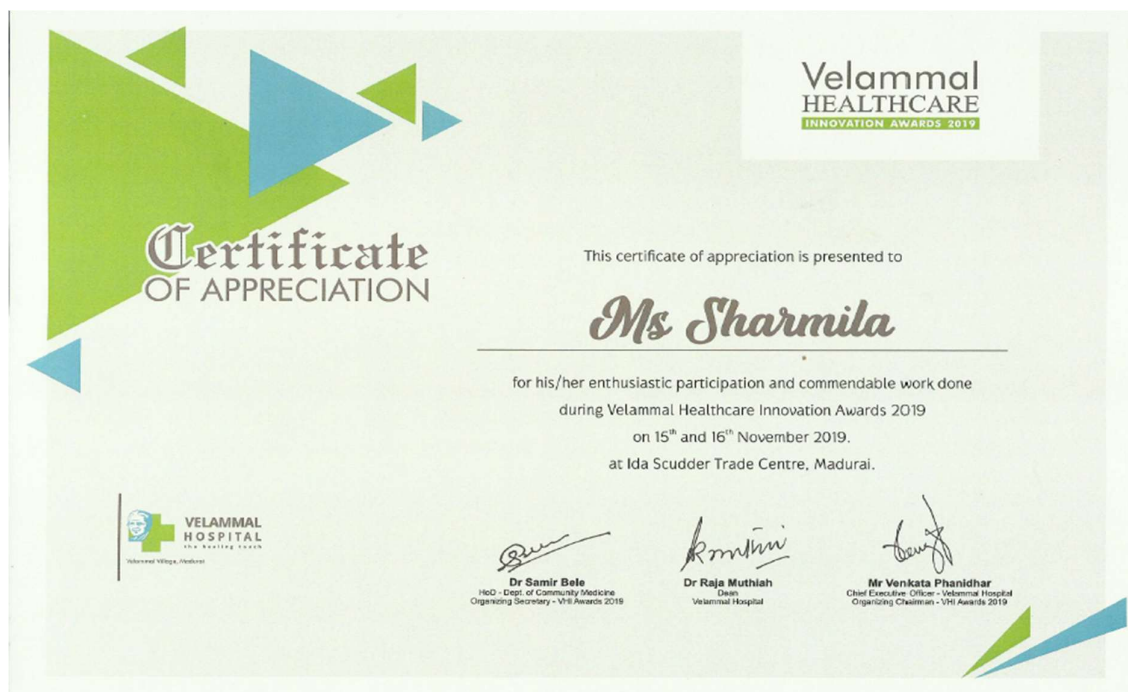 Velammal
HEALTHCARE
INNOVATION AWARDS 2019
Certificate
OF APPRECIATION
This certificate of appreciation is presented to
Ms Sharmila
for his/her enthusiastic participation and commendable work done
during Velammal Healthcare Innovation Awards 2019
on 15th and 16th November 2019.
at Ida Scudder Trade Centre, Madurai.
VELAMMAL
HOSPITAL
the healing touch
Velammal Village, Madurai
Dr Samir Bele
HoD - Dept. of Community Medicine
Organizing Secretary - VHI Awards 2019
Dr Raja Muthiah
Dean
Velammal Hospital
Mr Venkata Phanidhar
Chief Executive Officer - Velammal Hospital
Organizing Chairman - VHI Awards 2019